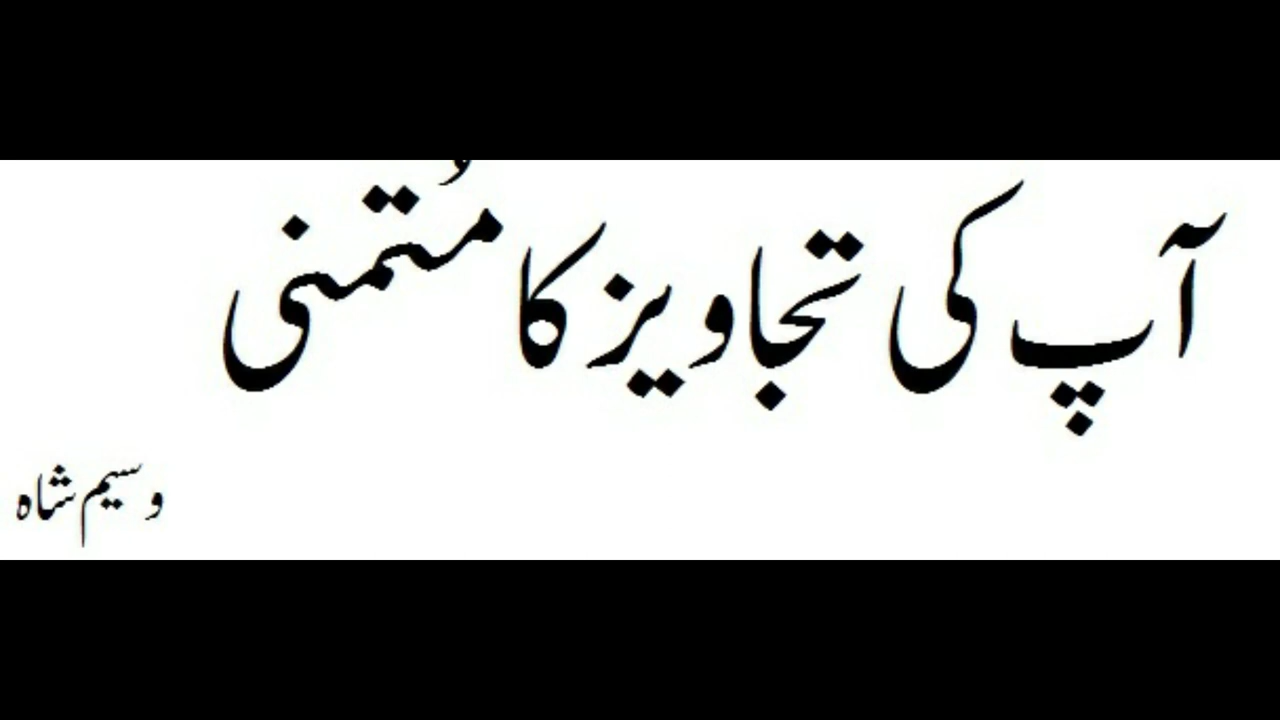 آپ کی تجاویز کا مُتمنی
وسیم شاہ